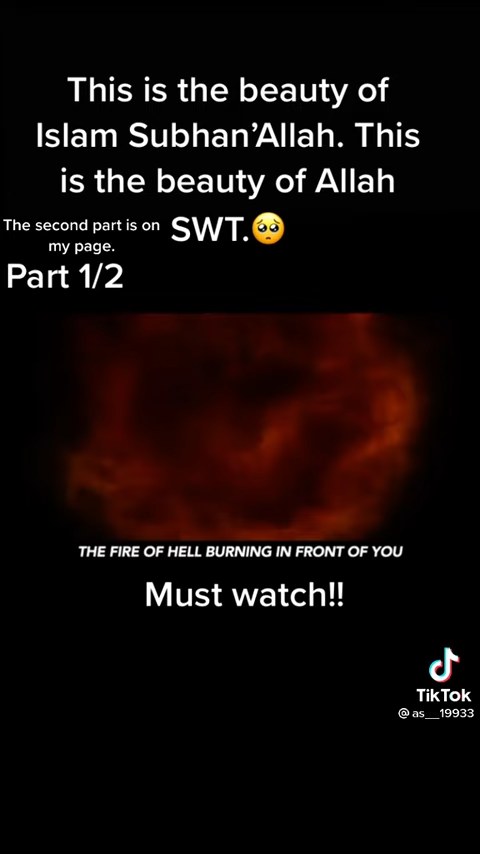 This is the beauty of
Islam Subhan’Allah. This
is the beauty of Allah
SWT.🥺
The second part is on
my page.
Part 1/2
THE FIRE OF HELL BURNING IN FRONT OF YOU
Must watch!!
TikTok
@as__19933